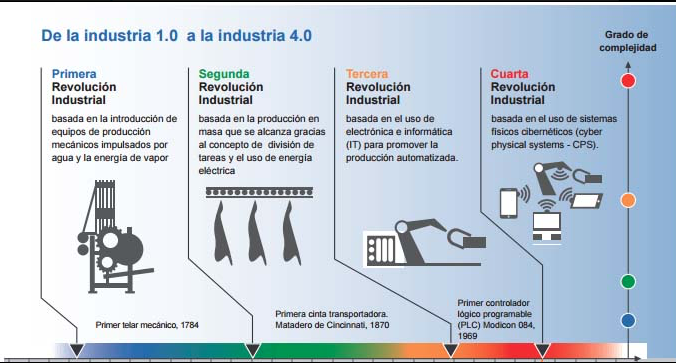 De la industria 1.0 a la industria 4.0
Grado de
complejidad
Primera
Revolución
Industrial
basada en la introducción de
equipos de producción
mecánicos impulsados por
agua y la energía de vapor
Segunda
Revolución
Industrial
basada en la producción en
masa que se alcanza gracias
al concepto de división de
tareas y el uso de energía
eléctrica
Tercera
Revolución
Industrial
basada en el uso de
electrónica e informática
(IT) para promover la
producción automatizada.
Cuarta
Revolución
Industrial
basada en el uso de sistemas
físicos cibernéticos (cyber
physical systems - CPS).
Primer telar mecánico, 1784
Primera cinta transportadora.
Matadero de Cincinnati, 1870
Primer controlador
lógico programable
(PLC) Modicon 084,
1969